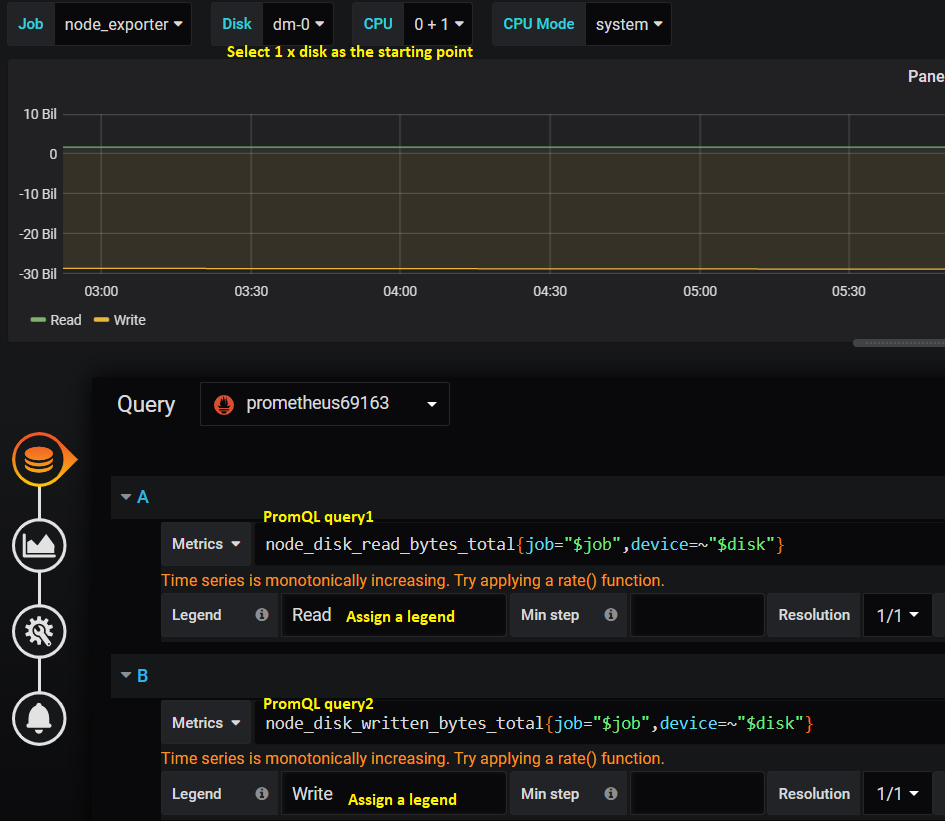 Job node_exporter Disk dm-0 CPU 0 + 1 CPU Mode system
Select 1 x disk as the starting point
Pane
10 Bil
0
-10 Bil
-20 Bil
-30 Bil
03:00 03:30 04:00 04:30 05:00 05:30
Read Write
Query prometheus69163
A
PromQL query1
Metrics node_disk_read_bytes_total{job="$job",device=~"$disk"}
Time series is monotonically increasing. Try applying a rate() function.
Legend Read Assign a legend Min step Resolution 1/1
B
PromQL query2
Metrics node_disk_written_bytes_total{job="$job",device=~"$disk"}
Time series is monotonically increasing. Try applying a rate() function.
Legend Write Assign a legend Min step Resolution 1/1